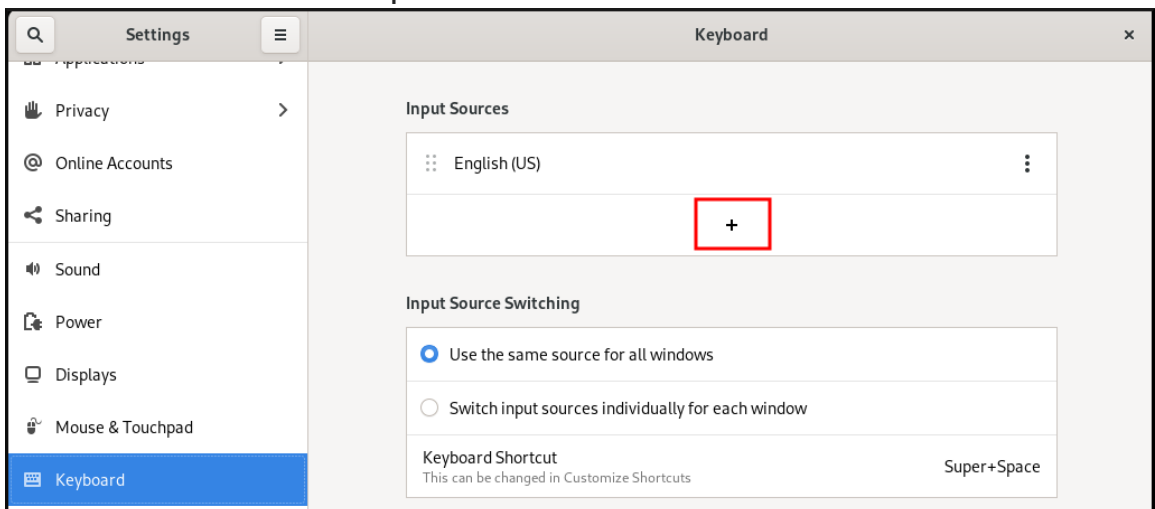 Settings
Keyboard
×
Applications
Privacy
Input Sources
Online Accounts
English (US)
Sharing
+
Sound
Input Source Switching
Power
Use the same source for all windows
Displays
Switch input sources individually for each window
Mouse & Touchpad
Keyboard Shortcut
Super+Space
This can be changed in Customize Shortcuts
Keyboard